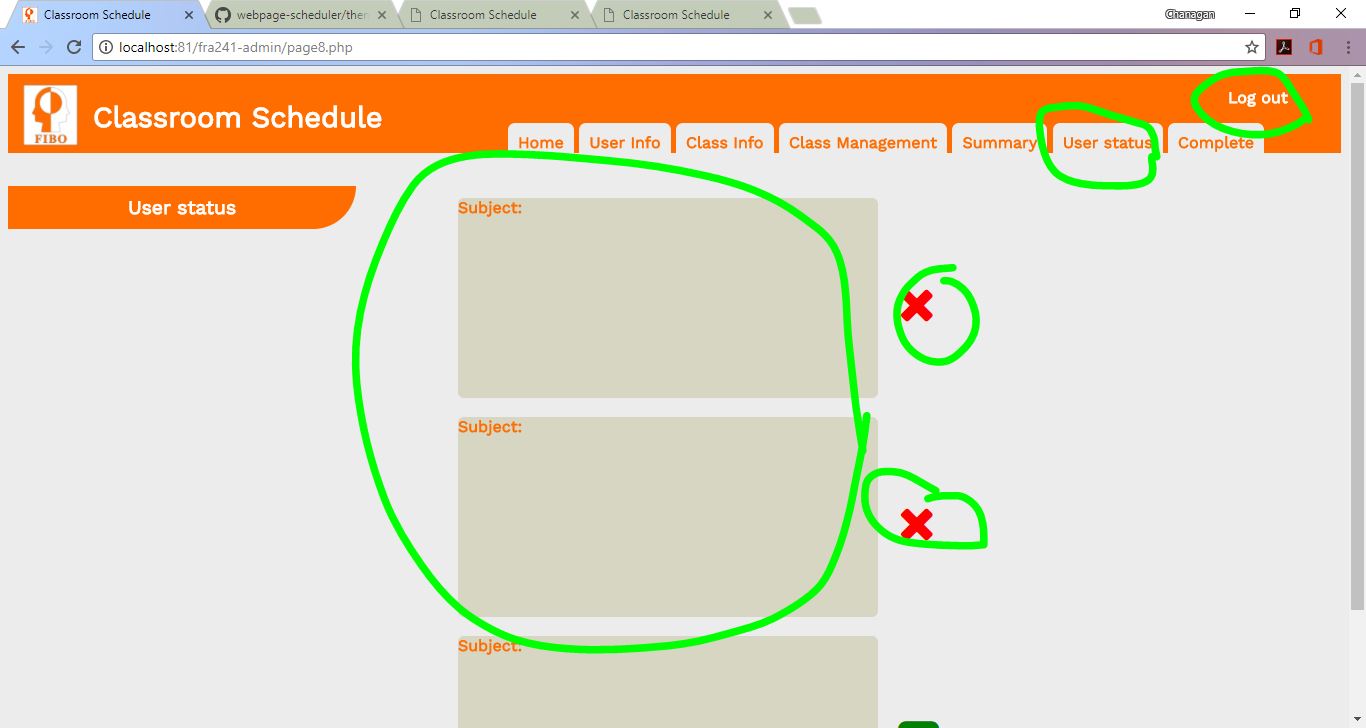 Classroom Schedule
webpage-scheduler/then
Classroom Schedule
Classroom Schedule
Chanagan
localhost:81/fra241-admin/page8.php
Log out
FIBO
Classroom Schedule
Home
User Info
Class Info
Class Management
Summary
User status
Complete
User status
Subject:
Subject:
Subject: